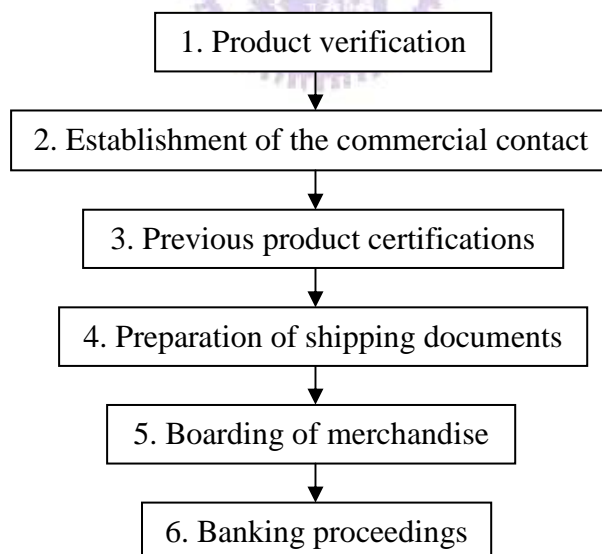 1. Product verification
2. Establishment of the commercial contact
3. Previous product certifications
4. Preparation of shipping documents
5. Boarding of merchandise
6. Banking proceedings